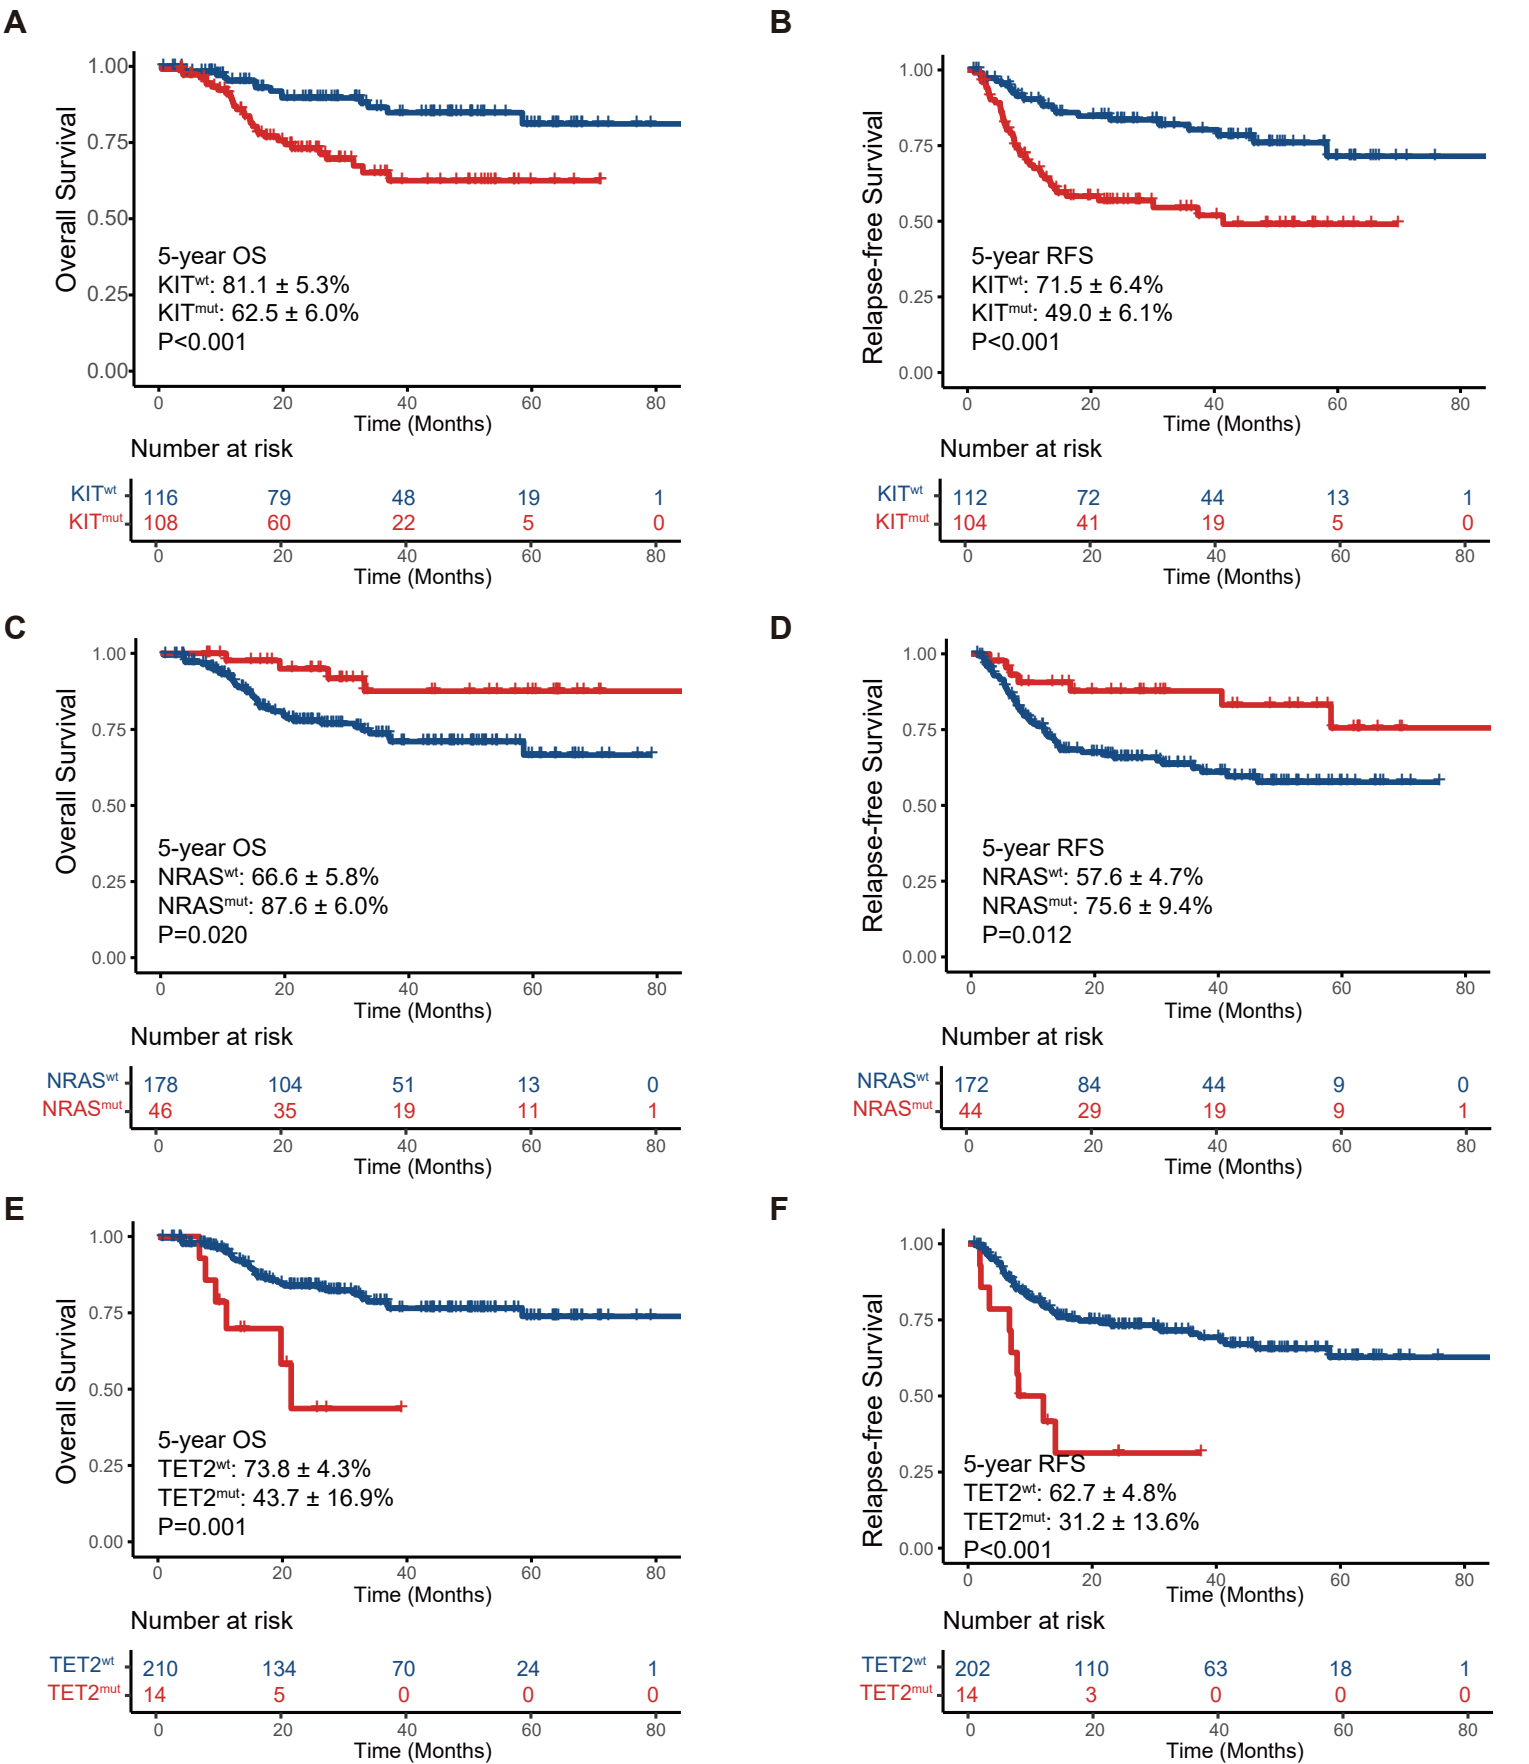 A
Overall Survival
1.00
0.75
0.50
0.25
0.00
5-year OS
KITwt: 81.1 ± 5.3%
KITmut: 62.5 ± 6.0%
P<0.001
0 20 40 60 80
Time (Months)
Number at risk
KITwt 116 79 48 19 1
KITmut 108 60 22 5 0
0 20 40 60 80
Time (Months)
B
Relapse-free Survival
1.00
0.75
0.50
0.25
0.00
5-year RFS
KITwt: 71.5 ± 6.4%
KITmut: 49.0 ± 6.1%
P<0.001
0 20 40 60 80
Time (Months)
Number at risk
KITwt 112 72 44 13 1
KITmut 104 41 19 5 0
0 20 40 60 80
Time (Months)
C
Overall Survival
1.00
0.75
0.50
0.25
0.00
5-year OS
NRASwt: 66.6 ± 5.8%
NRASmut: 87.6 ± 6.0%
P=0.020
0 20 40 60 80
Time (Months)
Number at risk
NRASwt 178 104 51 13 0
NRASmut 46 35 19 11 1
0 20 40 60 80
Time (Months)
D
Relapse-free Survival
1.00
0.75
0.50
0.25
0.00
5-year RFS
NRASwt: 57.6 ± 4.7%
NRASmut: 75.6 ± 9.4%
P=0.012
0 20 40 60 80
Time (Months)
Number at risk
NRASwt 172 84 44 9 0
NRASmut 44 29 19 9 1
0 20 40 60 80
Time (Months)
E
Overall Survival
1.00
0.75
0.50
0.25
0.00
5-year OS
TET2wt: 73.8 ± 4.3%
TET2mut: 43.7 ± 16.9%
P=0.001
0 20 40 60 80
Time (Months)
Number at risk
TET2wt 210 134 70 24 1
TET2mut 14 5 0 0 0
0 20 40 60 80
Time (Months)
F
Relapse-free Survival
1.00
0.75
0.50
0.25
0.00
5-year RFS
TET2wt: 62.7 ± 4.8%
TET2mut: 31.2 ± 13.6%
P<0.001
0 20 40 60 80
Time (Months)
Number at risk
TET2wt 202 110 63 18 1
TET2mut 14 3 0 0 0
0 20 40 60 80
Time (Months)